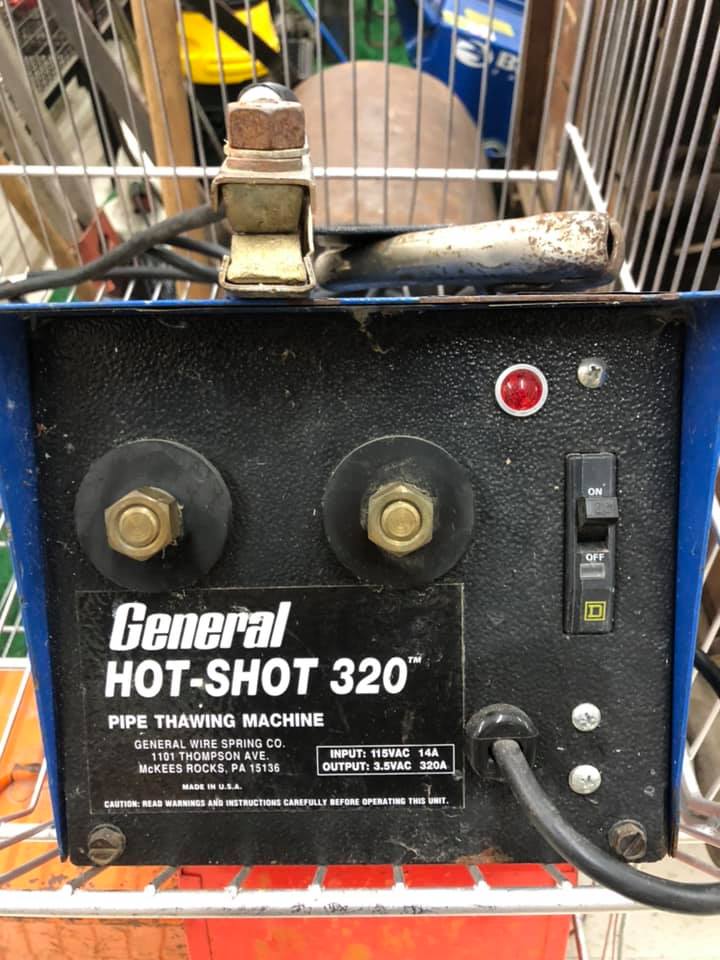 B
ON
OFF
General
HOT-SHOT 320™
PIPE THAWING MACHINE
GENERAL WIRE SPRING CO.
1101 THOMPSON AVE.
McKEES ROCKS, PA 15136
MADE IN U.S.A.
INPUT: 115VAC 14A
OUTPUT: 3.5VAC 320A
CAUTION: READ WARNINGS AND INSTRUCTIONS CAREFULLY BEFORE OPERATING THIS UNIT.